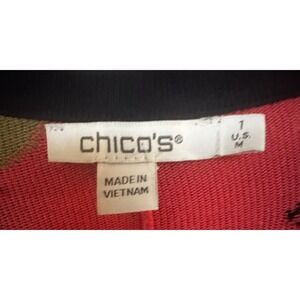 chico's®
1
U.S.
M
MADE IN
VIETNAM